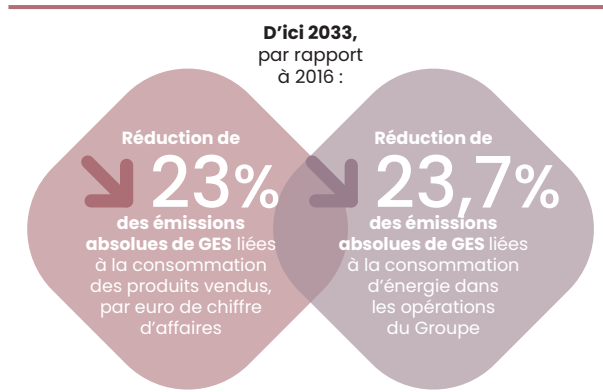 D’ici 2033,
par rapport
à 2016 :
Réduction de
23%
des émissions
absolues de GES liées
à la consommation
des produits vendus,
par euro de chiffre
d’affaires
Réduction de
23,7%
des émissions
absolues de GES liées
à la consommation
d’énergie dans
les opérations
du Groupe